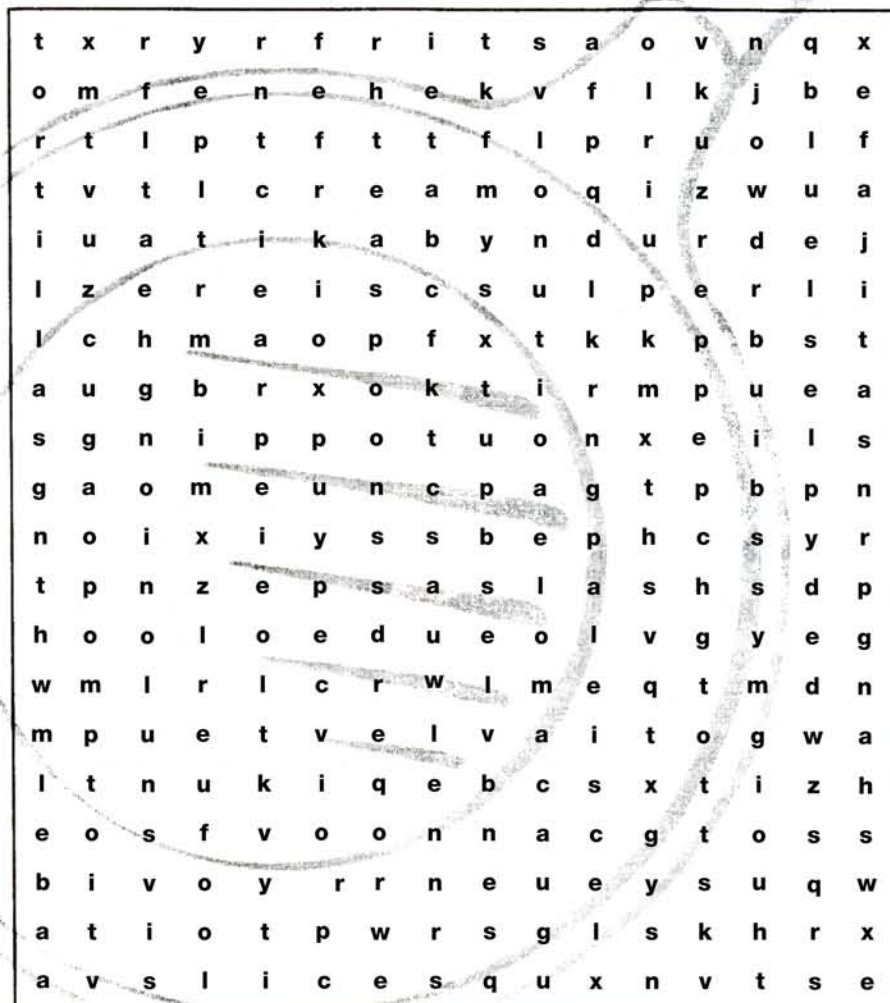 t x r y r f r i t s a o v n q x
o m f e n e h e k v f l k j b e
r t l p t f t t f l p r u o l f
t v t l c r e a m o q i z w u a
i u a t i k a b y n d u r d e j
l z e r e i s c s u l p e r l i
l c h m a o p f x t k k p b s t
a u g b r x o k t i r m p u e a
s g n i p p o t u o n x e i l s
g a o m e u n c p a g t p b p n
n o i x i y s s b e p h c s y r
t p n z e p s a s l a s h s d p
h o o l o e d u e o l v g y e g
w m l r l c r w l m e q t m d n
m p u e t v e l v a i t o g w a
l t n u k i q e b c s x t i z h
e o s f v o o n n a c g t o s s
b i v o y r r n e u e y s u q w
a t i o t p w r s g l s k h r x
a v s l i c e s q u x n v t s e